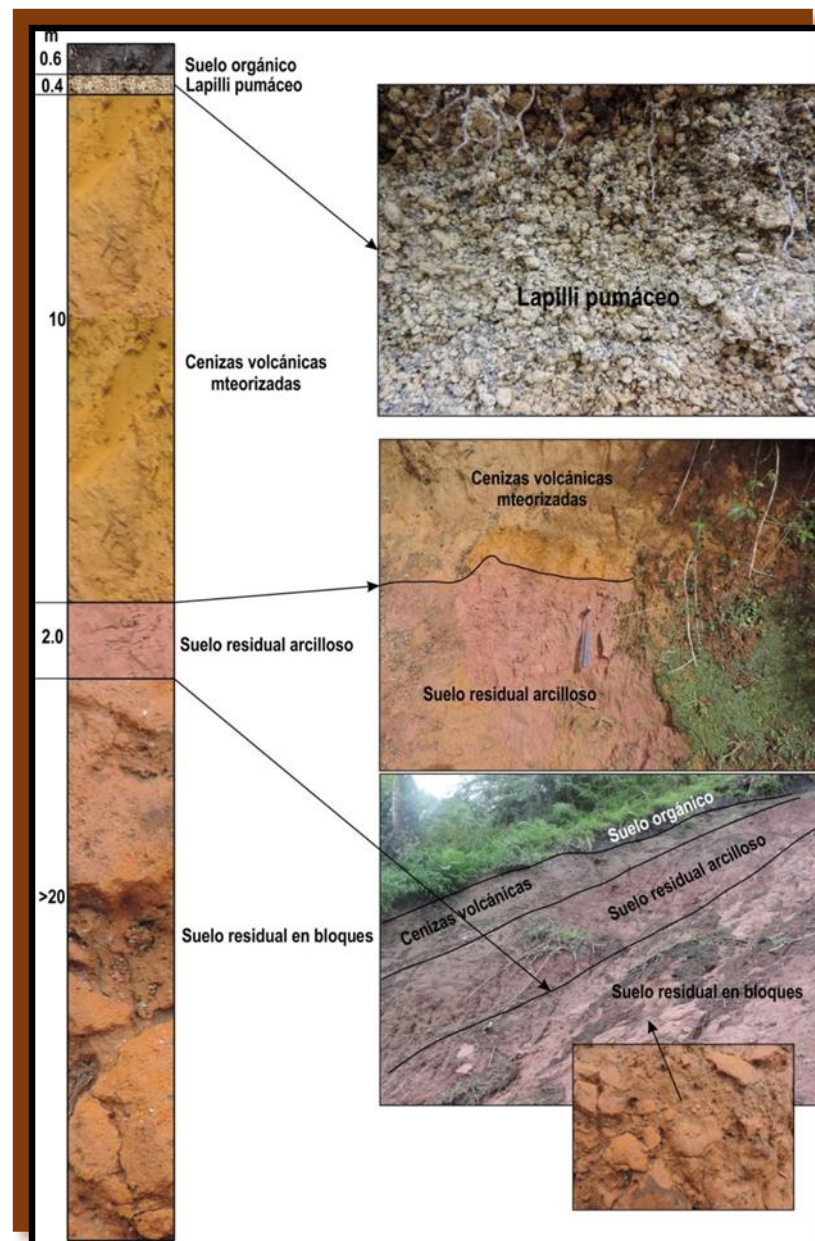 m
0.6
Suelo orgánico
0.4
Lapilli pumáceo
Lapilli pumáceo
10
Cenizas volcánicas
mteorizadas
Cenizas volcánicas
mteorizadas
2.0
Suelo residual arcilloso
Suelo residual arcilloso
Suelo orgánico
Cenizas volcánicas
Suelo residual arcilloso
>20
Suelo residual en bloques
Suelo residual en bloques